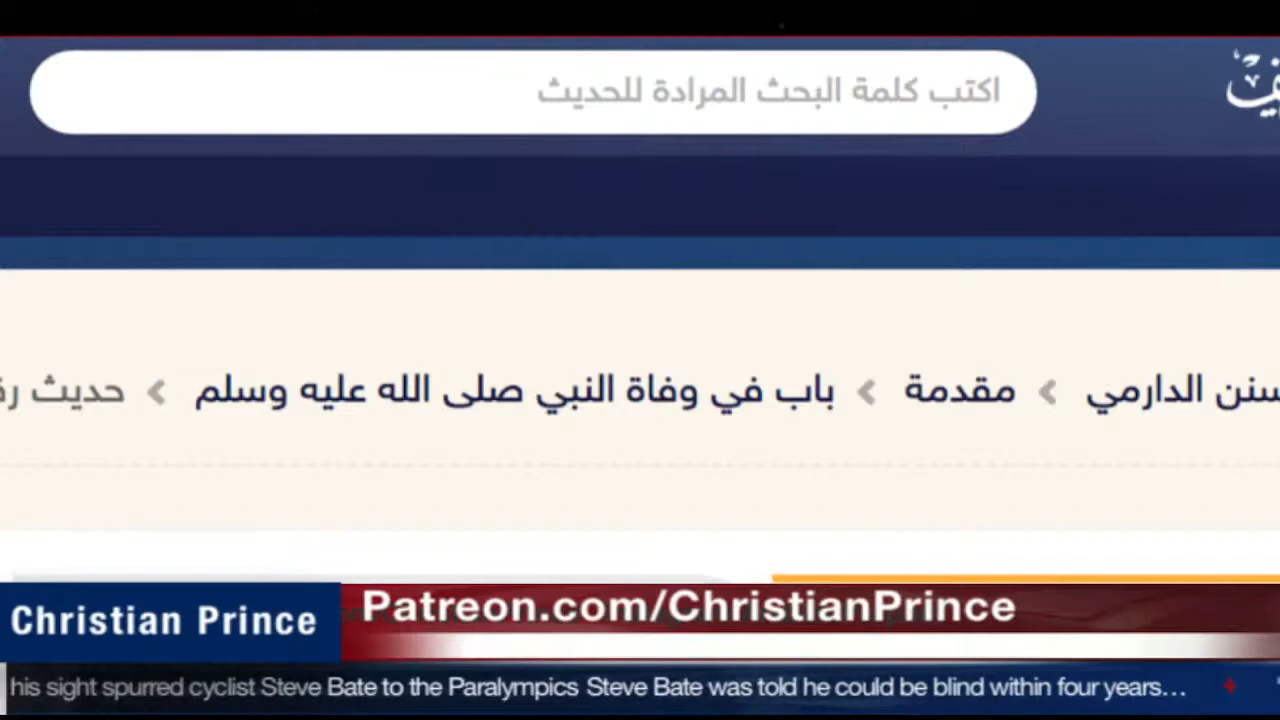 اكتب كلمة البحث المرادة للحديث
سنن الدارمي > مقدمة > باب في وفاة النبي صلى الله عليه وسلم > حديث
Christian Prince
Patreon.com/ChristianPrince
his sight spurred cyclist Steve Bate to the Paralympics Steve Bate was told he could be blind within four years...